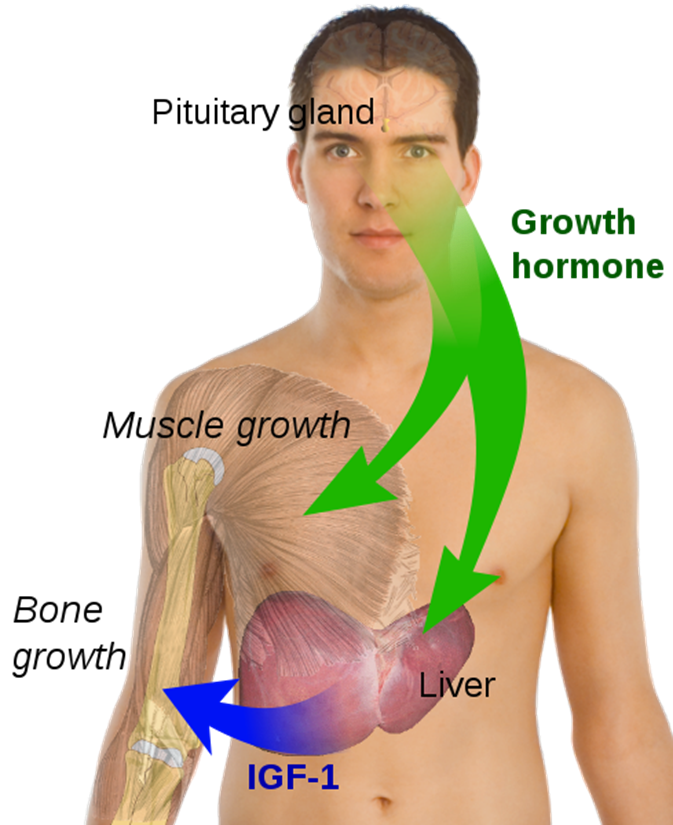 Pituitary gland
Growth
hormone
Muscle growth
Bone
growth
Liver
IGF-1